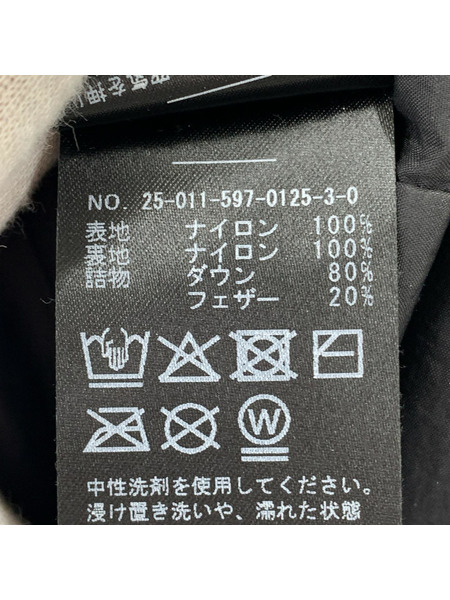 気を押
NO. 25-011-597-0125-3-0
表地 ナイロン 100%
裏地 ナイロン 100%
詰物 ダウン 80%
フェザー 20%
W
中性洗剤を使用してください。
浸け置き洗いや、濡れた状態